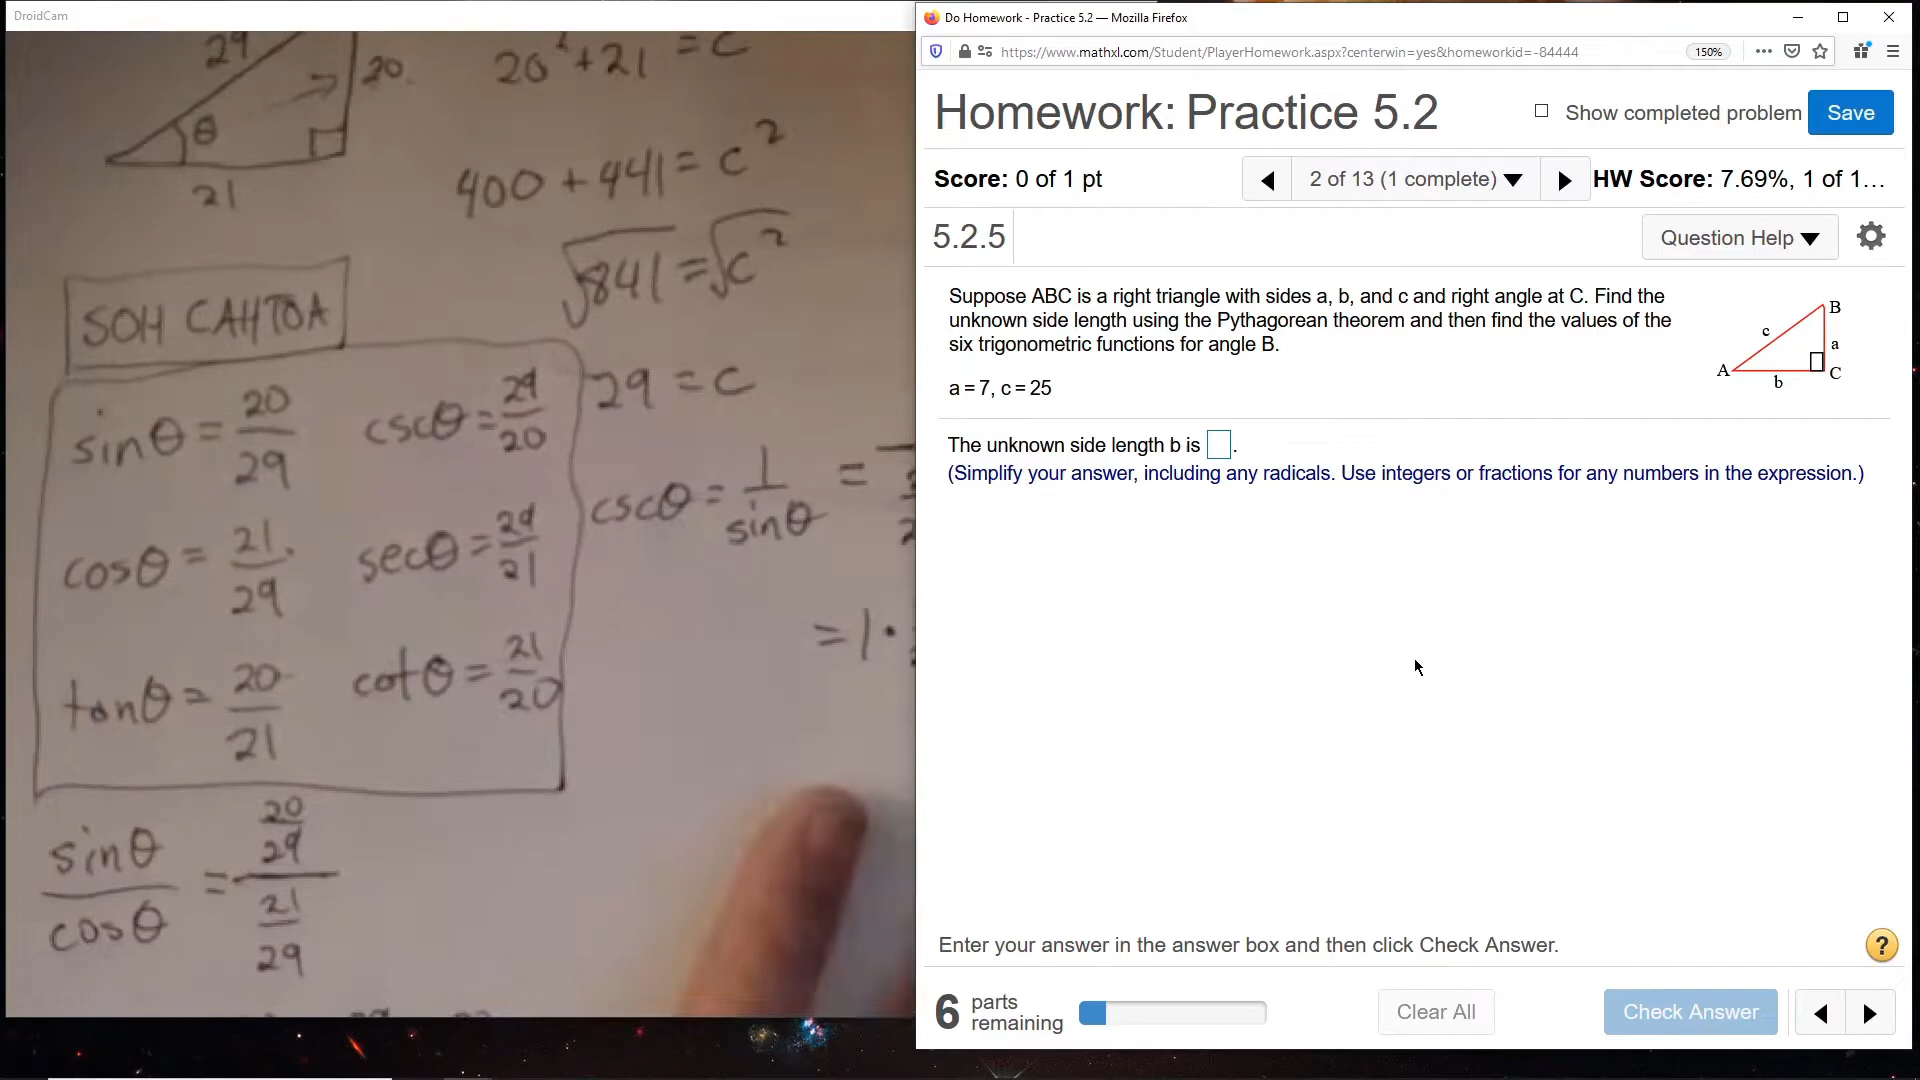 DroidCam
29
20
θ
21
20² + 21 = c
400 + 441 = c²
√841 = √c²
29 = c
SOH CAHTOA
sinθ = 20/29
cscθ = 29/20
cosθ = 21/29
secθ = 29/21
tanθ = 20/21
cotθ = 21/20
cscθ = 1/sinθ =
= 1 ·
sinθ/cosθ = 20/29 / 21/29
Do Homework - Practice 5.2 — Mozilla Firefox
https://www.mathxl.com/Student/PlayerHomework.aspx?centerwin=yes&homeworkid=-84444
150%
Homework: Practice 5.2
Show completed problem
Save
Score: 0 of 1 pt
2 of 13 (1 complete)
HW Score: 7.69%, 1 of 1…
5.2.5
Question Help
Suppose ABC is a right triangle with sides a, b, and c and right angle at C. Find the
unknown side length using the Pythagorean theorem and then find the values of the
six trigonometric functions for angle B.
a = 7, c = 25
B
c
a
A
b
C
The unknown side length b is .
(Simplify your answer, including any radicals. Use integers or fractions for any numbers in the expression.)
Enter your answer in the answer box and then click Check Answer.
?
6 parts
remaining
Clear All
Check Answer